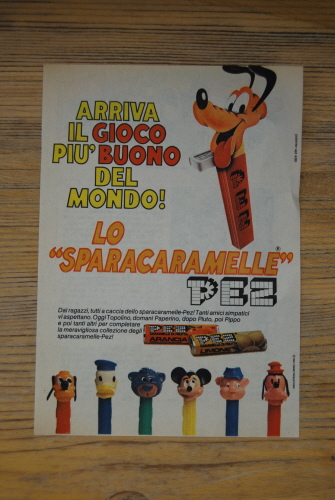 ARRIVA
IL GIOCO
PIU' BUONO
DEL
MONDO!
PEZ
LO
"SPARACARAMELLE"
®
PEZ
Dai ragazzi, tutti a caccia dello sparacaramelle-Pez! Tanti amici simpatici
vi aspettano. Oggi Topolino, domani Paperino, dopo Pluto, poi Pippo
e poi tanti altri per completare
la meravigliosa collezione degli
sparacaramelle-Pez!
PEZ
ARANCIA
PEZ
LIMONE